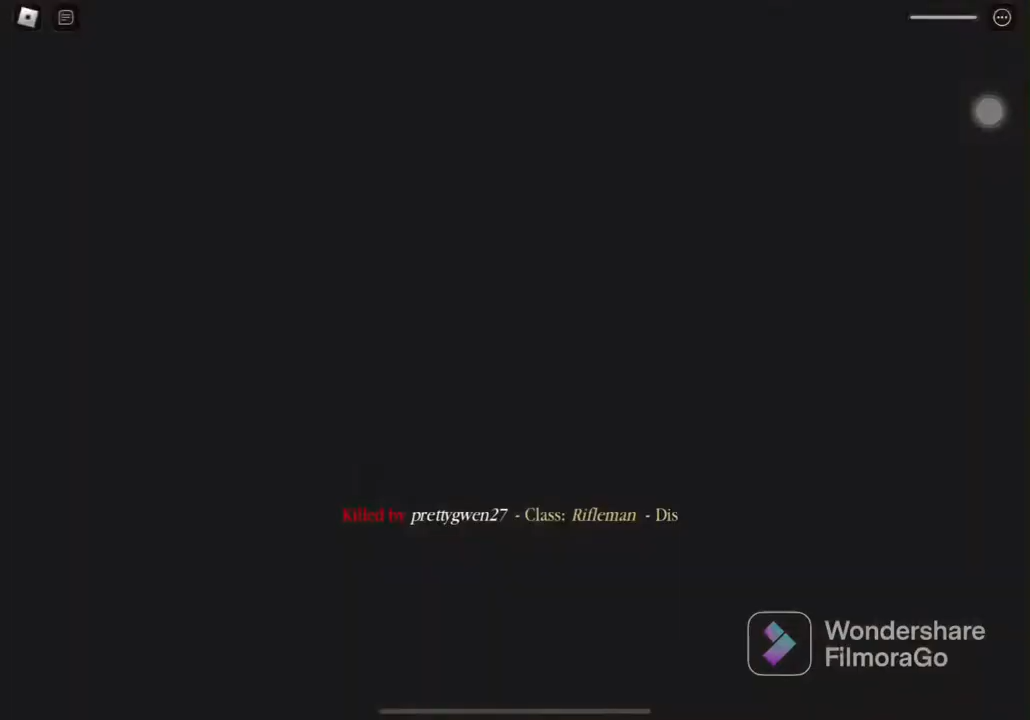 Killed by prettygwen27 - Class: Rifleman - Dis
Wondershare
FilmoraGo